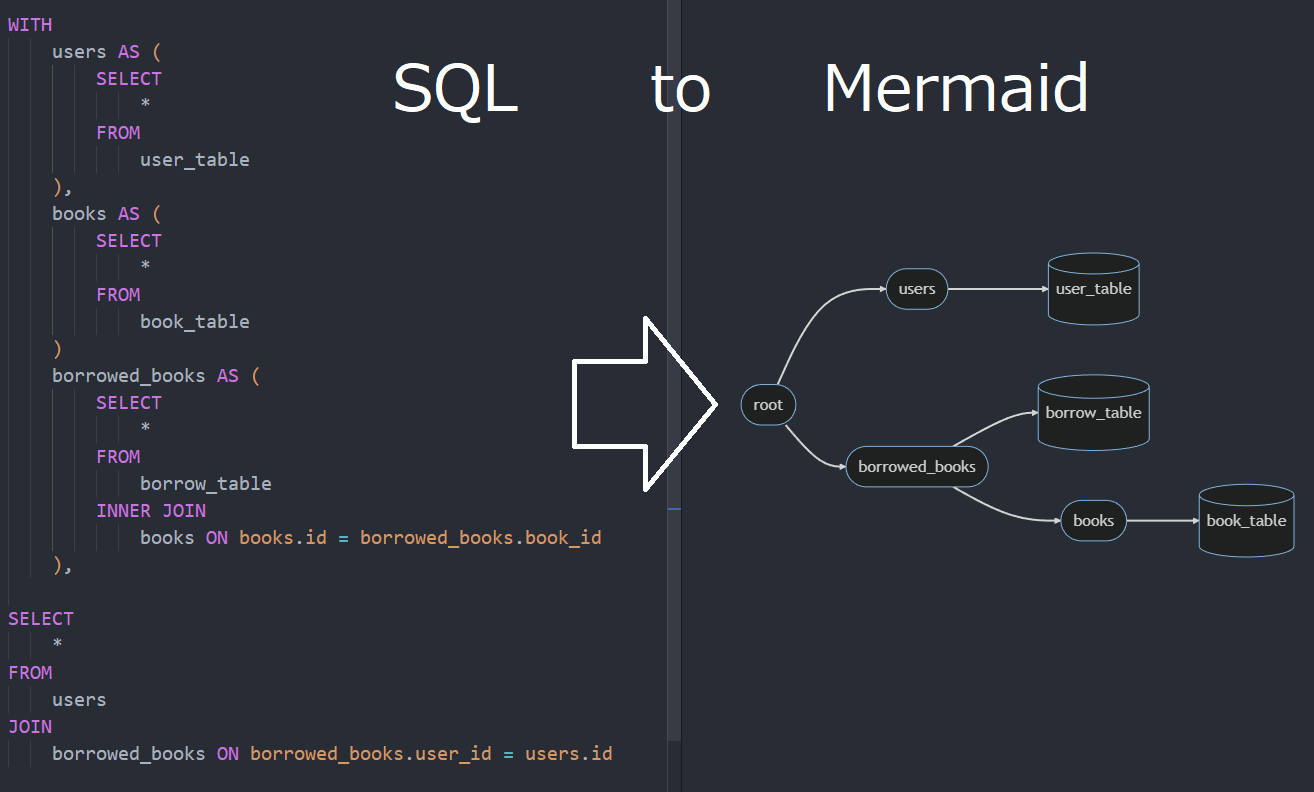 WITH
users AS (
SELECT
*
FROM
user_table
),
books AS (
SELECT
*
FROM
book_table
)
borrowed_books AS (
SELECT
*
FROM
borrow_table
INNER JOIN
books ON books.id = borrowed_books.book_id
),
SELECT
*
FROM
users
JOIN
borrowed_books ON borrowed_books.user_id = users.id
SQL to Mermaid
users
user_table
root
borrow_table
borrowed_books
books
book_table